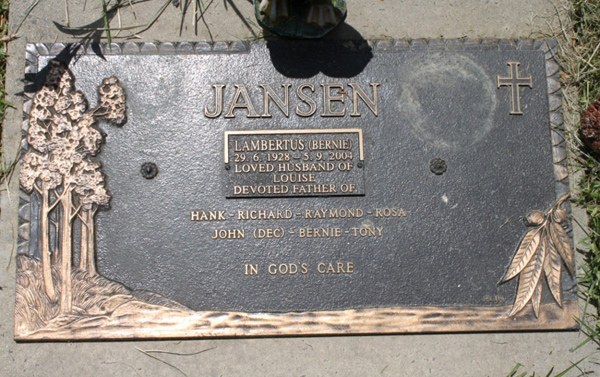 JANSEN
LAMBERTUS (BERNIE)
29.6.1928 - 5.9.2004
LOVED HUSBAND OF
LOUISE
DEVOTED FATHER OF
HANK - RICHARD - RAYMOND - ROSA
JOHN (DEC) - BERNIE - TONY
IN GOD'S CARE